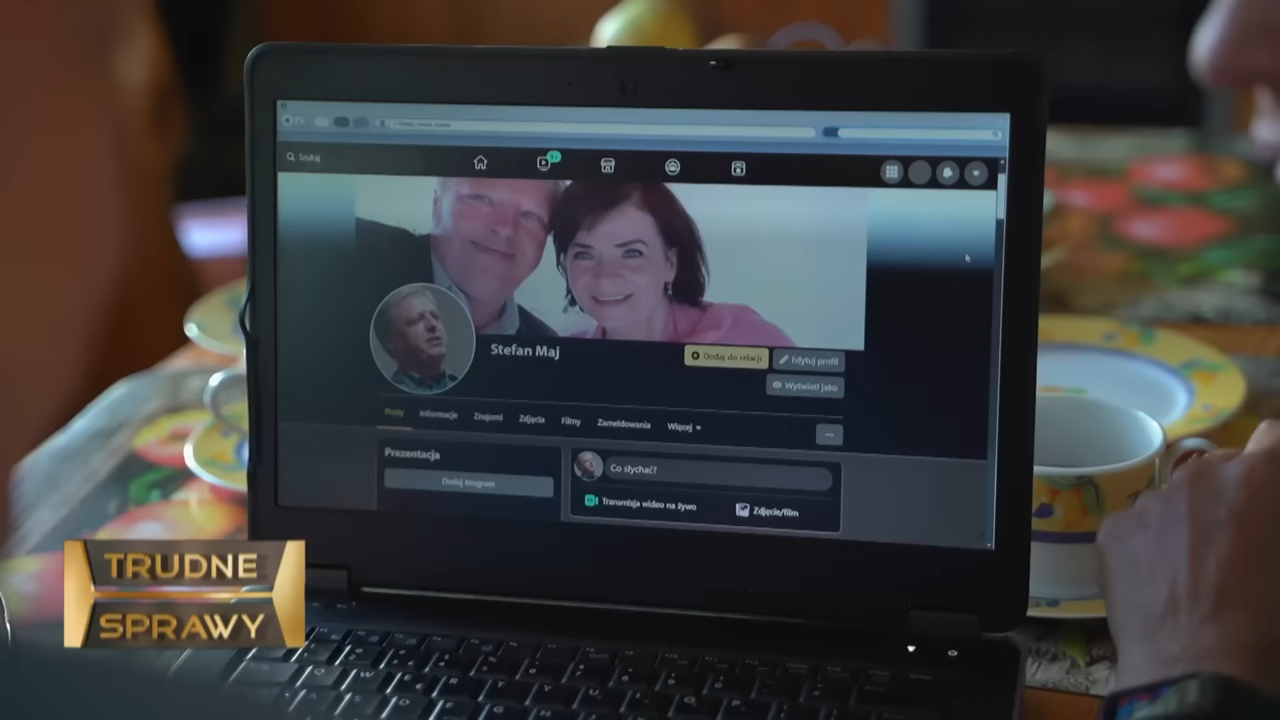 Szukaj
9+
Stefan Maj
Dodaj do relacji
Edytuj profil
Wyświetl jako
Posty Informacje Znajomi Zdjęcia Filmy Zameldowania Więcej
Prezentacja
Dodaj biogram
Co słychać?
Transmisja wideo na żywo
Zdjęcie/film
TRUDNE
SPRAWY